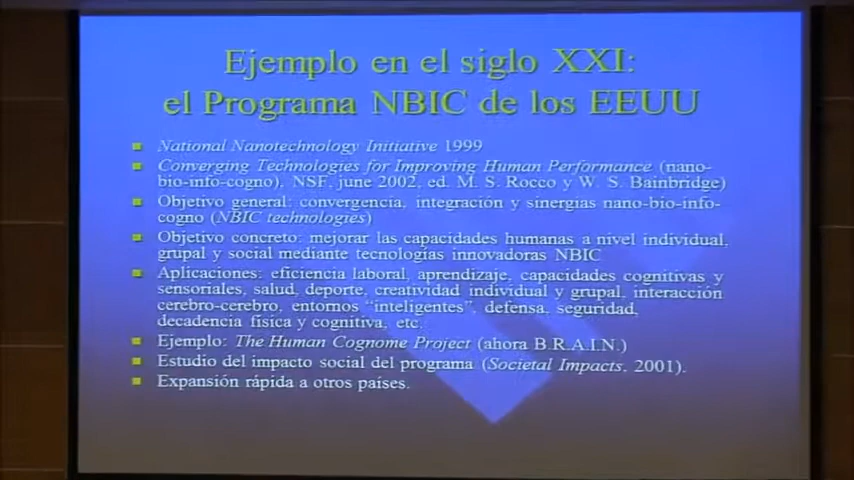 Ejemplo en el siglo XXI:
el Programa NBIC de los EEUU
National Nanotechnology Initiative 1999
Converging Technologies for Improving Human Performance (nano-
bio-info-cogno), NSF, june 2002, ed. M. S. Rocco y W. S. Bainbridge)
Objetivo general: convergencia, integración y sinergias nano-bio-info-
cogno (NBIC technologies)
Objetivo concreto: mejorar las capacidades humanas a nivel individual,
grupal y social mediante tecnologías innovadoras NBIC
Aplicaciones: eficiencia laboral, aprendizaje, capacidades cognitivas y
sensoriales, salud, deporte, creatividad individual y grupal, interacción
cerebro-cerebro, entornos “inteligentes”, defensa, seguridad,
decadencia física y cognitiva, etc.
Ejemplo: The Human Cognome Project (ahora B.R.A.I.N.)
Estudio del impacto social del programa (Societal Impacts, 2001).
Expansión rápida a otros países.